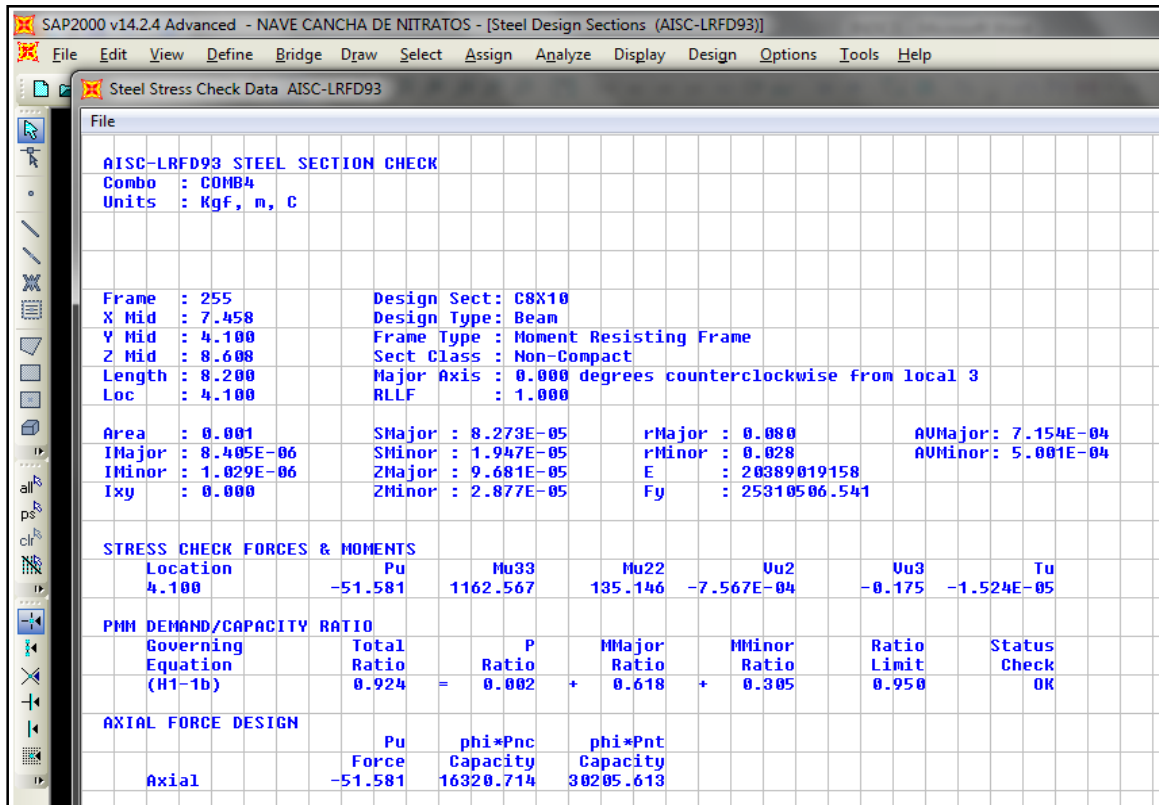 SAP2000 v14.2.4 Advanced - NAVE CANCHA DE NITRATOS - [Steel Design Sections (AISC-LRFD93)]
File Edit View Define Bridge Draw Select Assign Analyze Display Design Options Tools Help
Steel Stress Check Data AISC-LRFD93
File
AISC-LRFD93 STEEL SECTION CHECK
Combo : COMB4
Units : Kgf, m, C
Frame : 255 Design Sect: C8X10
X Mid : 7.458 Design Type: Beam
Y Mid : 4.100 Frame Type : Moment Resisting Frame
Z Mid : 8.608 Sect Class : Non-Compact
Length : 8.200 Major Axis : 0.000 degrees counterclockwise from local 3
Loc : 4.100 RLLF : 1.000
Area : 0.001 SMajor : 8.273E-05 rMajor : 0.080 AVMajor: 7.154E-04
IMajor : 8.405E-06 SMinor : 1.947E-05 rMinor : 0.028 AVMinor: 5.001E-04
IMinor : 1.029E-06 ZMajor : 9.681E-05 E : 20389019158
Ixy : 0.000 ZMinor : 2.877E-05 Fy : 25310506.541
STRESS CHECK FORCES & MOMENTS
Location Pu Mu33 Mu22 Vu2 Vu3 Tu
4.100 -51.581 1162.567 135.146 -7.567E-04 -0.175 -1.524E-05
PMM DEMAND/CAPACITY RATIO
Governing Total P MMajor MMinor Ratio Status
Equation Ratio Ratio Ratio Ratio Limit Check
(H1-1b) 0.924 = 0.002 + 0.618 + 0.305 0.950 OK
AXIAL FORCE DESIGN
Pu phi*Pnc phi*Pnt
Force Capacity Capacity
Axial -51.581 16320.714 30205.613
all
ps
clr